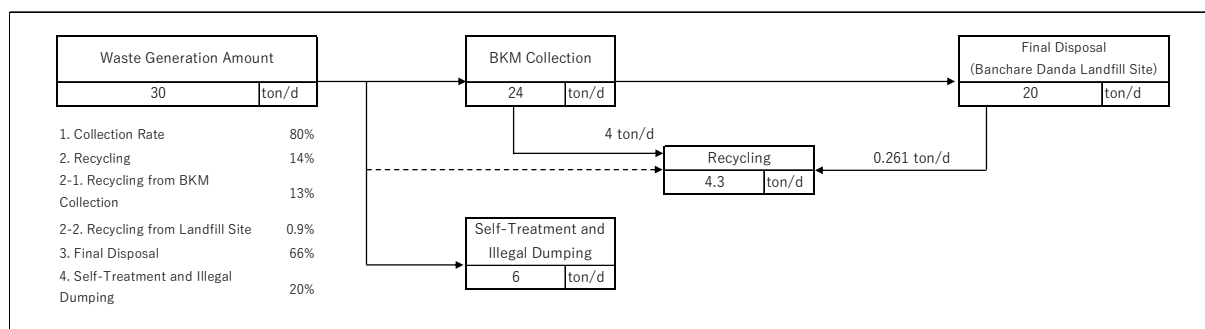 Waste Generation Amount
30 ton/d
BKM Collection
24 ton/d
Final Disposal
(Banchare Danda Landfill Site)
20 ton/d
1. Collection Rate 80%
2. Recycling 14%
2-1. Recycling from BKM
Collection
13%
2-2. Recycling from Landfill Site 0.9%
3. Final Disposal 66%
4. Self-Treatment and Illegal
Dumping
20%
4 ton/d
Recycling
4.3 ton/d
0.261 ton/d
Self-Treatment and
Illegal Dumping
6 ton/d